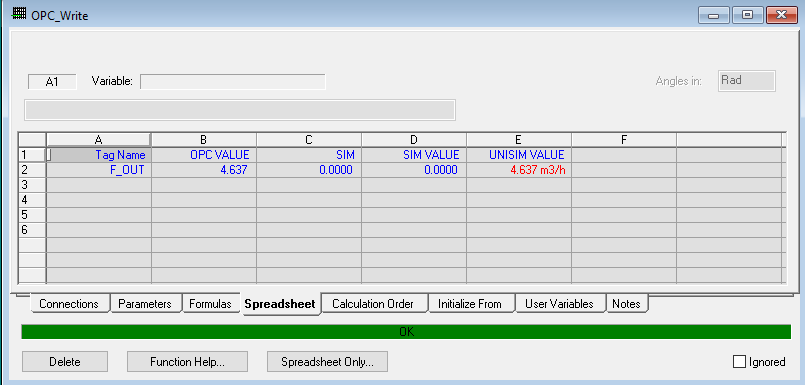 OPC_Write
A1 Variable: Angles in: Rad
A B C D E F
1 Tag Name OPC VALUE SIM SIM VALUE UNISIM VALUE
2 F_OUT 4.637 0.0000 0.0000 4.637 m3/h
3
4
5
6
Connections Parameters Formulas Spreadsheet Calculation Order Initialize From User Variables Notes
OK
Delete Function Help... Spreadsheet Only... Ignored